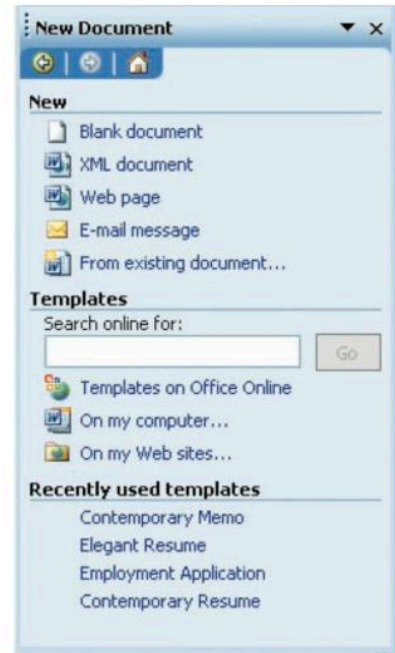 New Document
New
Blank document
XML document
Web page
E-mail message
From existing document...
Templates
Search online for:
Go
Templates on Office Online
On my computer...
On my Web sites...
Recently used templates
Contemporary Memo
Elegant Resume
Employment Application
Contemporary Resume